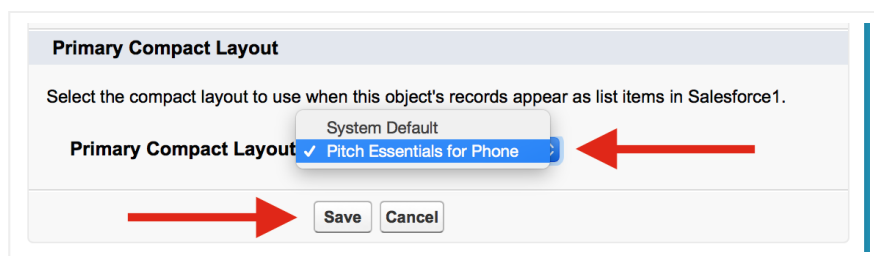 Primary Compact Layout
Select the compact layout to use when this object's records appear as list items in Salesforce1.
System Default
Primary Compact Layout ✓ Pitch Essentials for Phone
Save Cancel